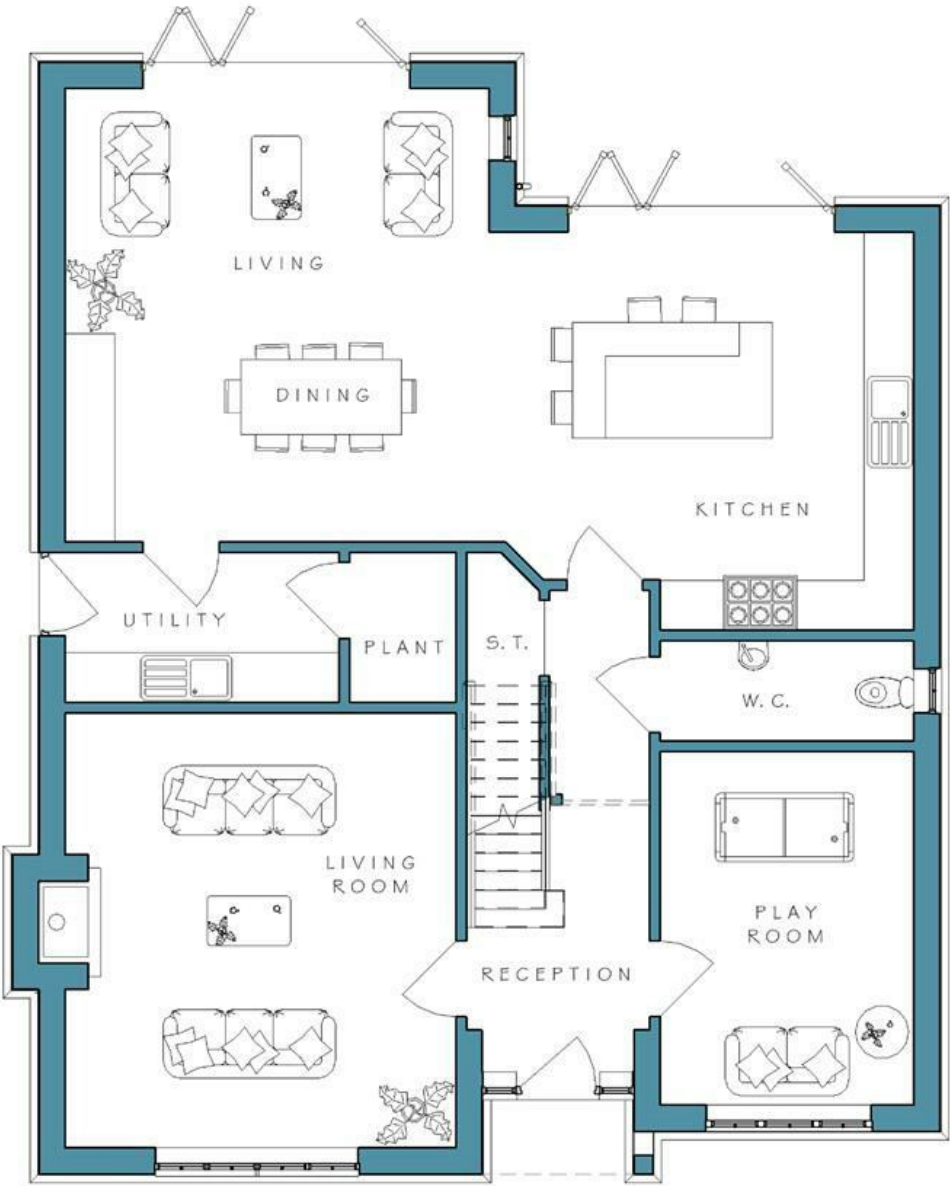 LIVING
DINING
KITCHEN
UTILITY
PLANT
S. T.
W. C.
LIVING
ROOM
PLAY
ROOM
RECEPTION